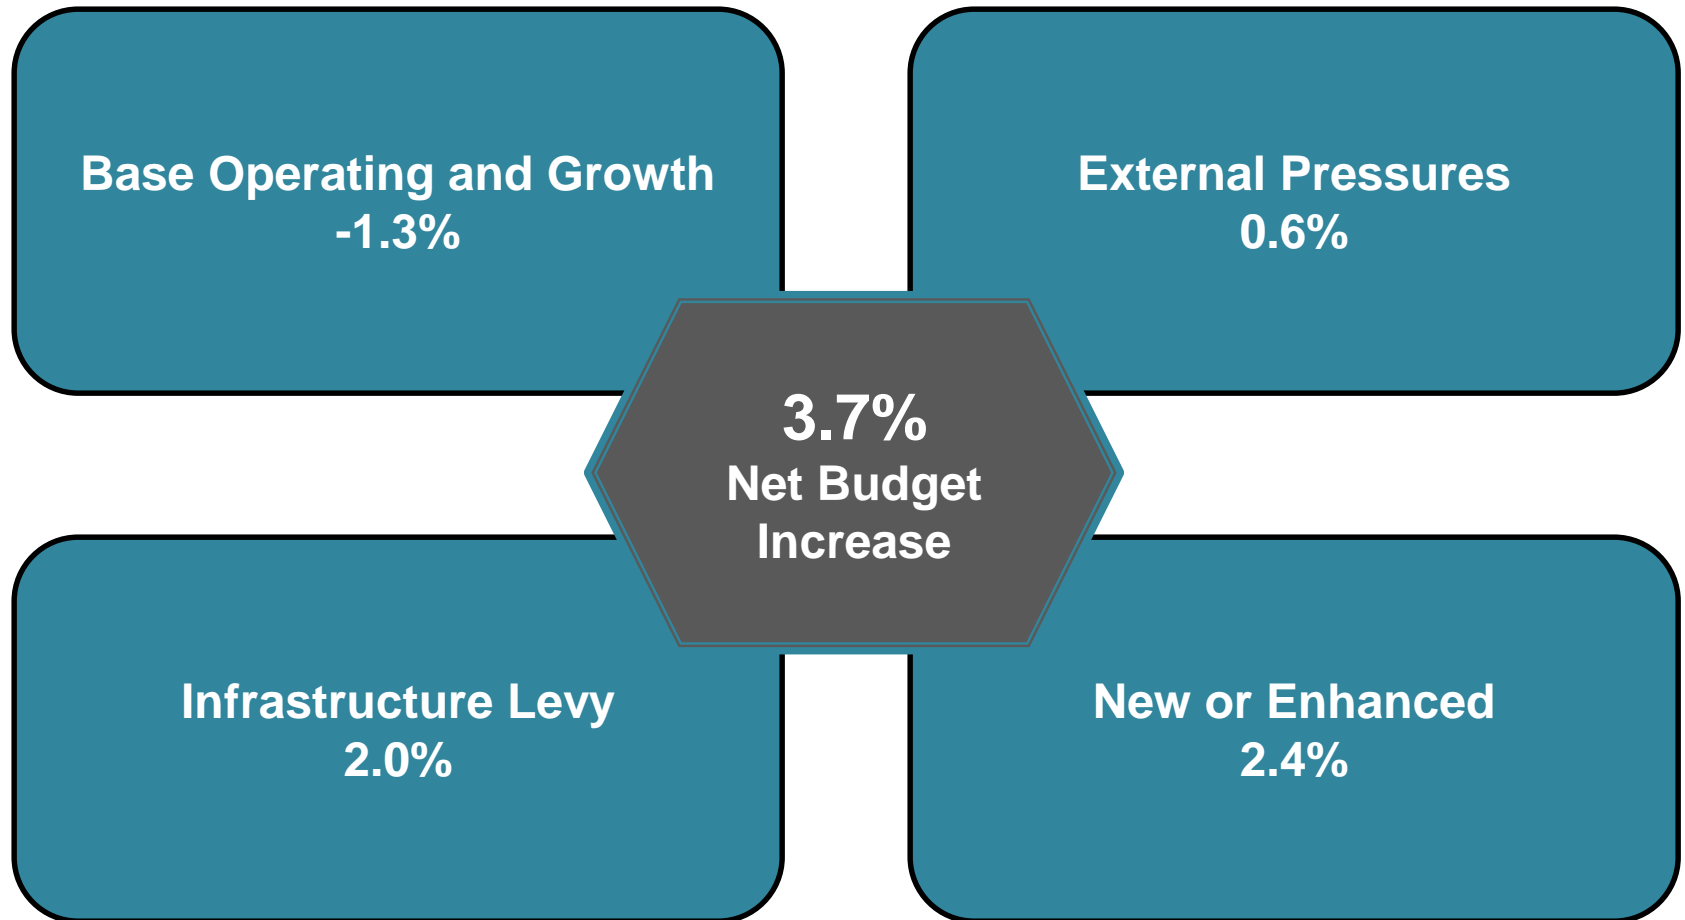 Base Operating and Growth
-1.3%
External Pressures
0.6%
3.7%
Net Budget
Increase
Infrastructure Levy
2.0%
New or Enhanced
2.4%